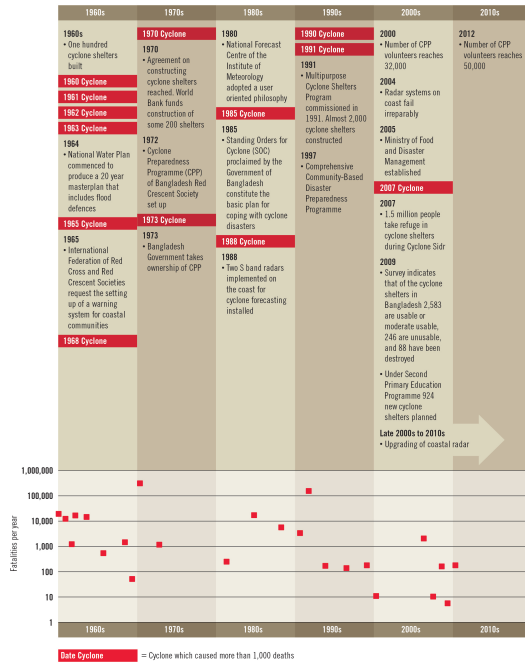 1960s 1970s 1980s 1990s 2000s 2010s
1960s
• One hundred
cyclone shelters
built
1960 Cyclone
1961 Cyclone
1962 Cyclone
1963 Cyclone
1964
• National Water Plan
commenced to
produce a 20 year
masterplan that
includes flood
defences
1965 Cyclone
1965
• International
Federation of Red
Cross and Red
Crescent Societies
request the setting
up of a warning
system for coastal
communities
1968 Cyclone
1970 Cyclone
1970
• Agreement on
constructing
cyclone shelters
reached. World
Bank funds
construction of
some 200 shelters
1972
• Cyclone
Preparedness
Programme (CPP)
of Bangladesh Red
Crescent Society
set up
1973 Cyclone
1973
• Bangladesh
Government takes
ownership of CPP
1980
• National Forecast
Centre of the
Institute of
Meteorology
adopted a user
oriented philosophy
1985 Cyclone
1985
• Standing Orders for
Cyclone (SOC)
proclaimed by the
Government of
Bangladesh
constitute the
basic plan for
coping with cyclone
disasters
1988 Cyclone
1988
• Two S band radars
implemented on
the coast for
cyclone forecasting
installed
1990 Cyclone
1991 Cyclone
1991
• Multipurpose
Cyclone Shelters
Program
commissioned in
1991. Almost 2,000
cyclone shelters
constructed
1997
• Comprehensive
Community-Based
Disaster
Preparedness
Programme
2000
• Number of CPP
volunteers reaches
32,000
2004
• Radar systems on
coast fail
irreparably
2005
• Ministry of Food
and Disaster
Management
established
2007 Cyclone
2007
• 1.5 million people
take refuge in
cyclone shelters
during Cyclone Sidr
2009
• Survey indicates
that of the cyclone
shelters in
Bangladesh 2,583
are usable or
moderate usable,
246 are unusable,
and 88 have been
destroyed
• Under Second
Primary Education
Programme 924
new cyclone
shelters planned
Late 2000s to 2010s
• Upgrading of coastal radar
2012
• Number of CPP
volunteers reaches
50,000
Fatalities per year
1,000,000
100,000
10,000
1,000
100
10
1
1960s 1970s 1980s 1990s 2000s 2010s
Date Cyclone = Cyclone which caused more than 1,000 deaths